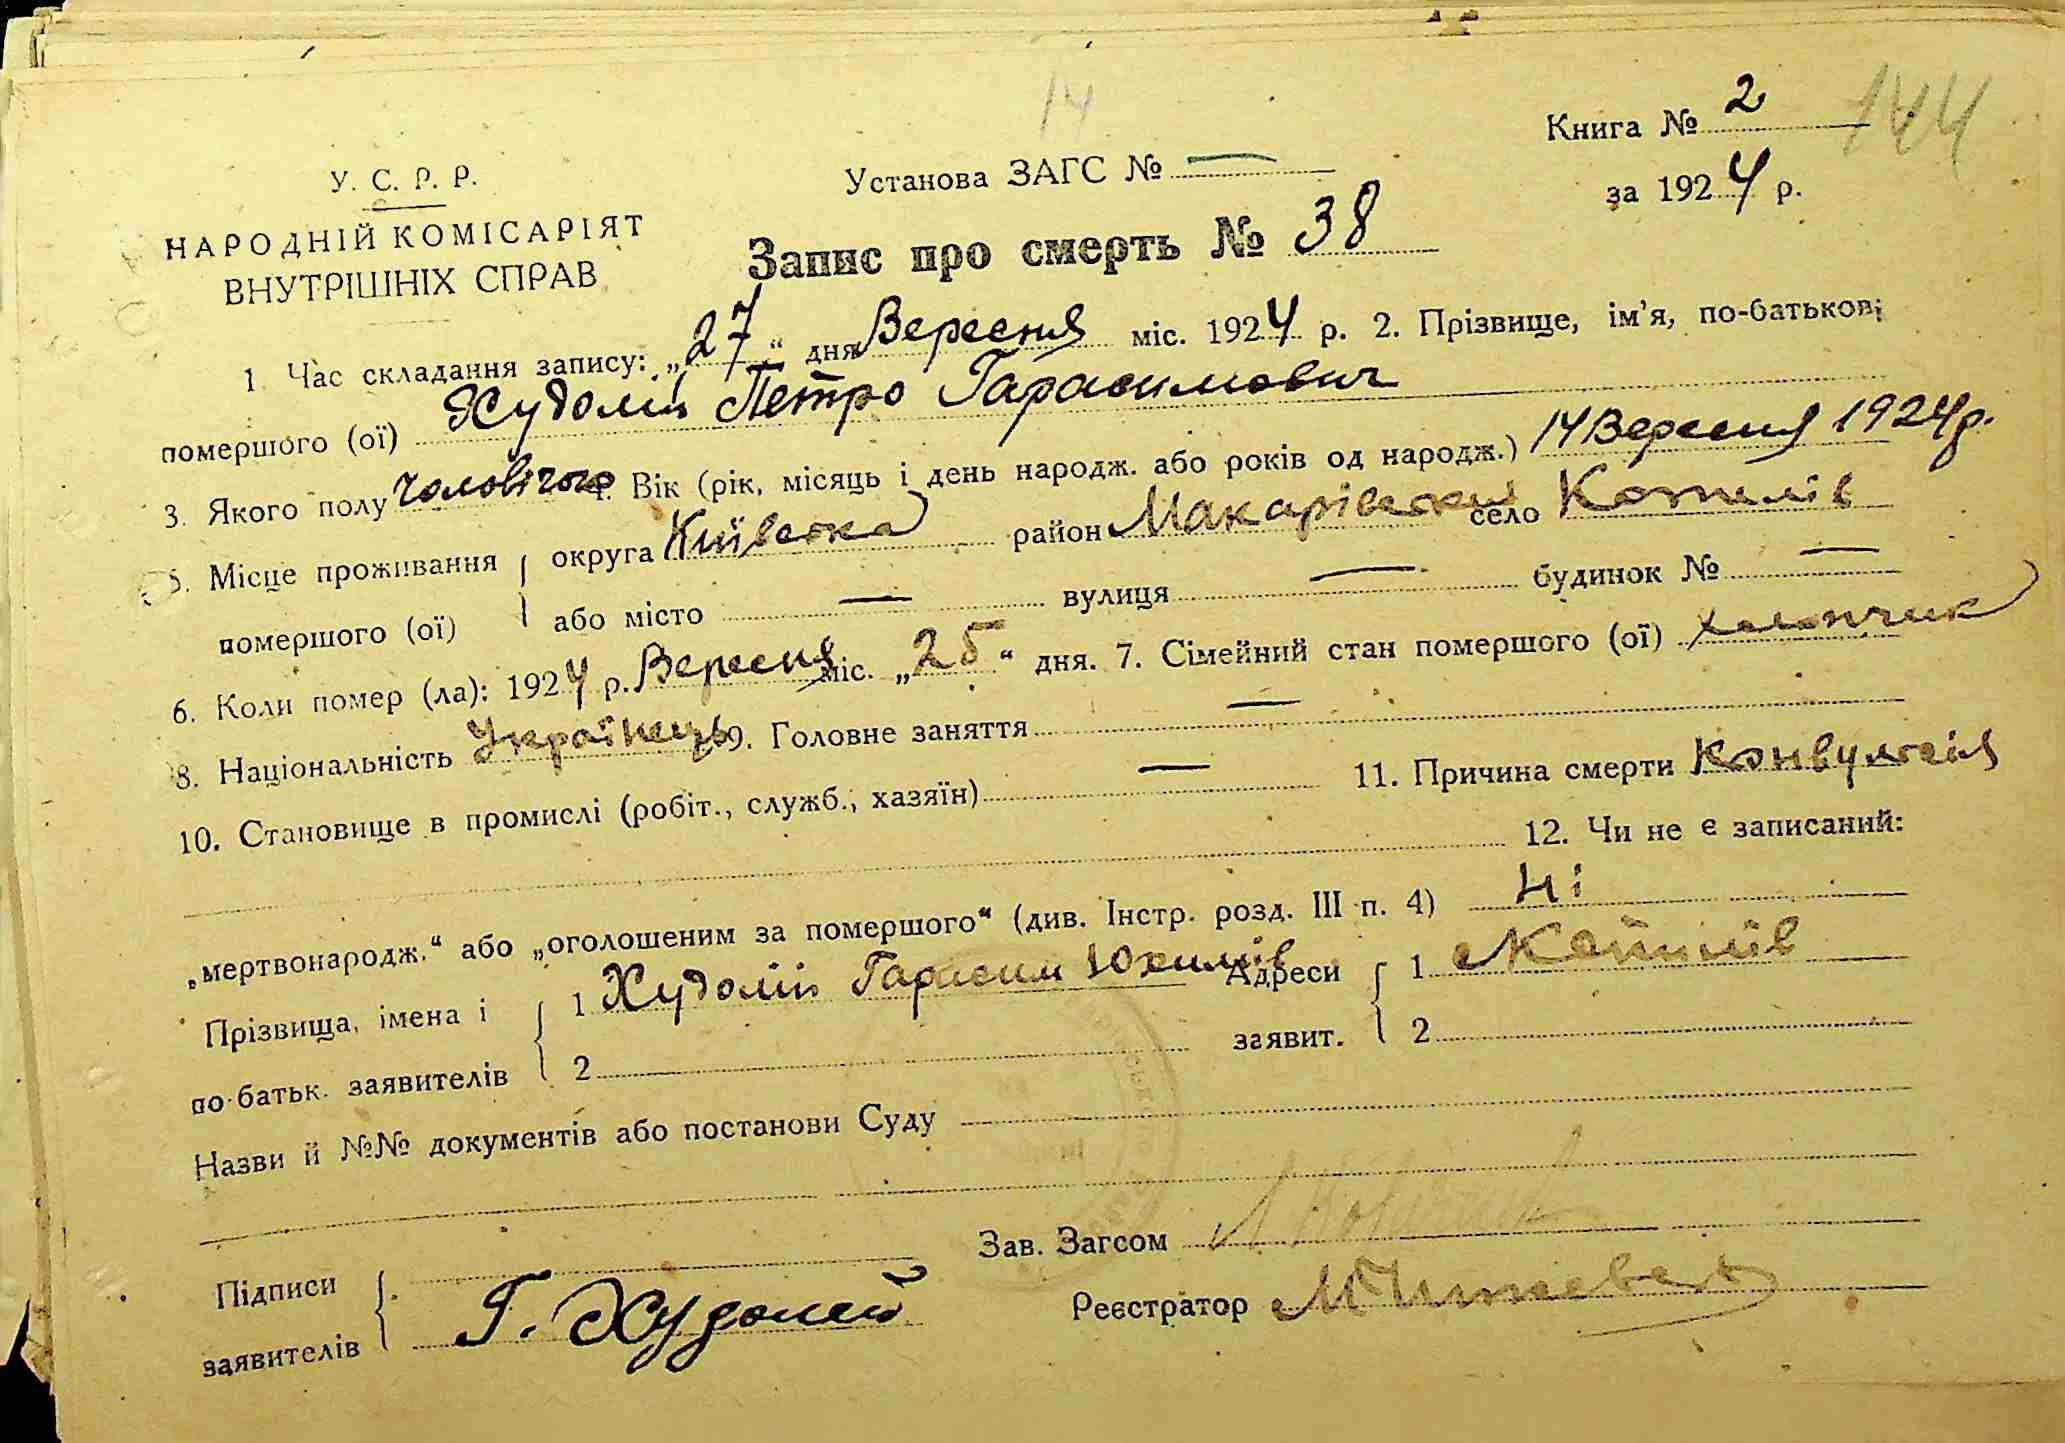 14
Книга № 2 144
У. С. Р. Р.
Установа ЗАГС № —
за 1924 р.
НАРОДНІЙ КОМІСАРІЯТ
ВНУТРІШНІХ СПРАВ
Запис про смерть № 38
1. Час складання запису: „27“ дня Вересня міс. 1924 р. 2. Прізвище, ім'я, по-батькові
помершого (ої) Худолій Петро Гарасимович
3. Якого полу чоловічого 4. Вік (рік, місяць і день народж. або років од народж.) 14 Вересня 1924 р.
5. Місце проживання округа Київська район Макарівський село Копилів
помершого (ої) або місто — вулиця — будинок № —
6. Коли помер (ла): 1924 р. Вересня міс. „25“ дня. 7. Сімейний стан помершого (ої) хлопчик
8. Національність Українець 9. Головне заняття —
10. Становище в промислі (робіт., служб., хазяїн) — 11. Причина смерти Конвульсія
12. Чи не є записаний:
„мертвонародж.“ або „оголошеним за помершого“ (див. Інстр. розд. III п. 4) Ні
Прізвища, імена і по-батьк. заявителів 1 Худолій Гарасим Юхимів Адреси заявит. 1 Копилів
2 2
Назви й №№ документів або постанови Суду
Зав. Загсом
Підписи заявителів Г. Худолей
Реєстратор